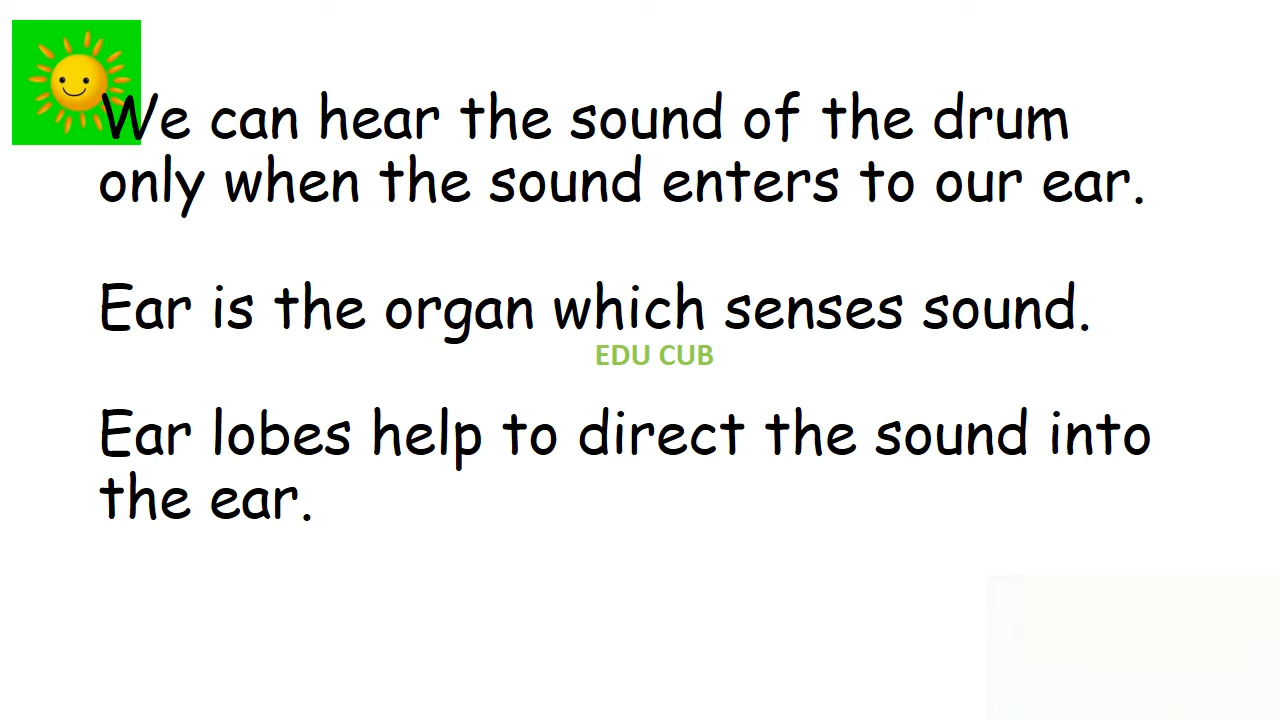 We can hear the sound of the drum
only when the sound enters to our ear.
Ear is the organ which senses sound.
EDU CUB
Ear lobes help to direct the sound into
the ear.